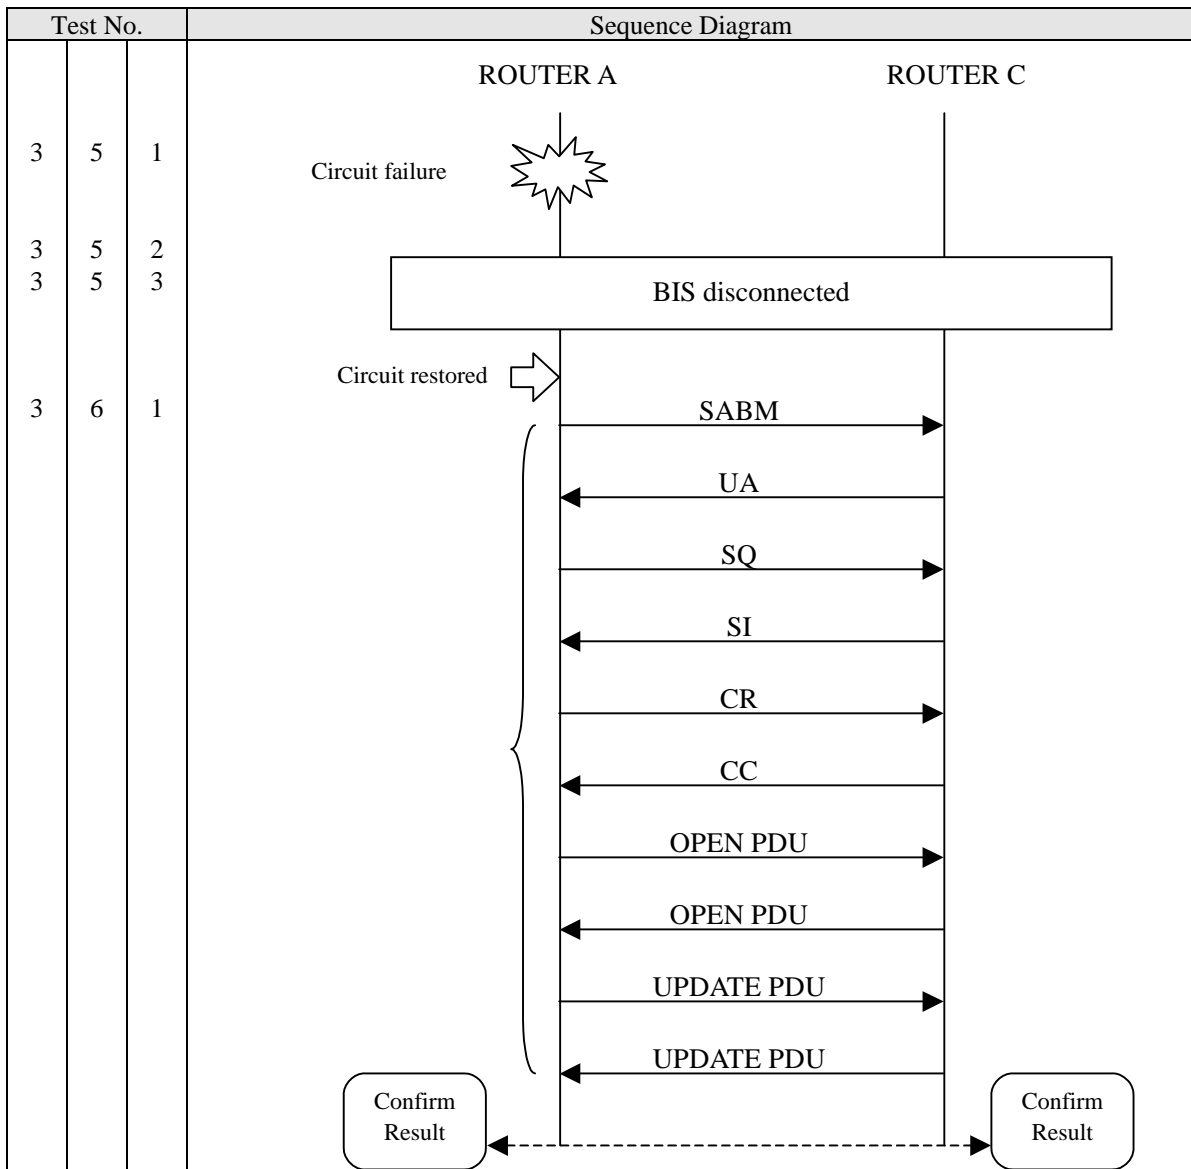 Test No. Sequence Diagram
ROUTER A ROUTER C
3 5 1
Circuit failure
3 5 2
3 5 3
BIS disconnected
Circuit restored
3 6 1
SABM
UA
SQ
SI
CR
CC
OPEN PDU
OPEN PDU
UPDATE PDU
UPDATE PDU
Confirm
Result
Confirm
Result